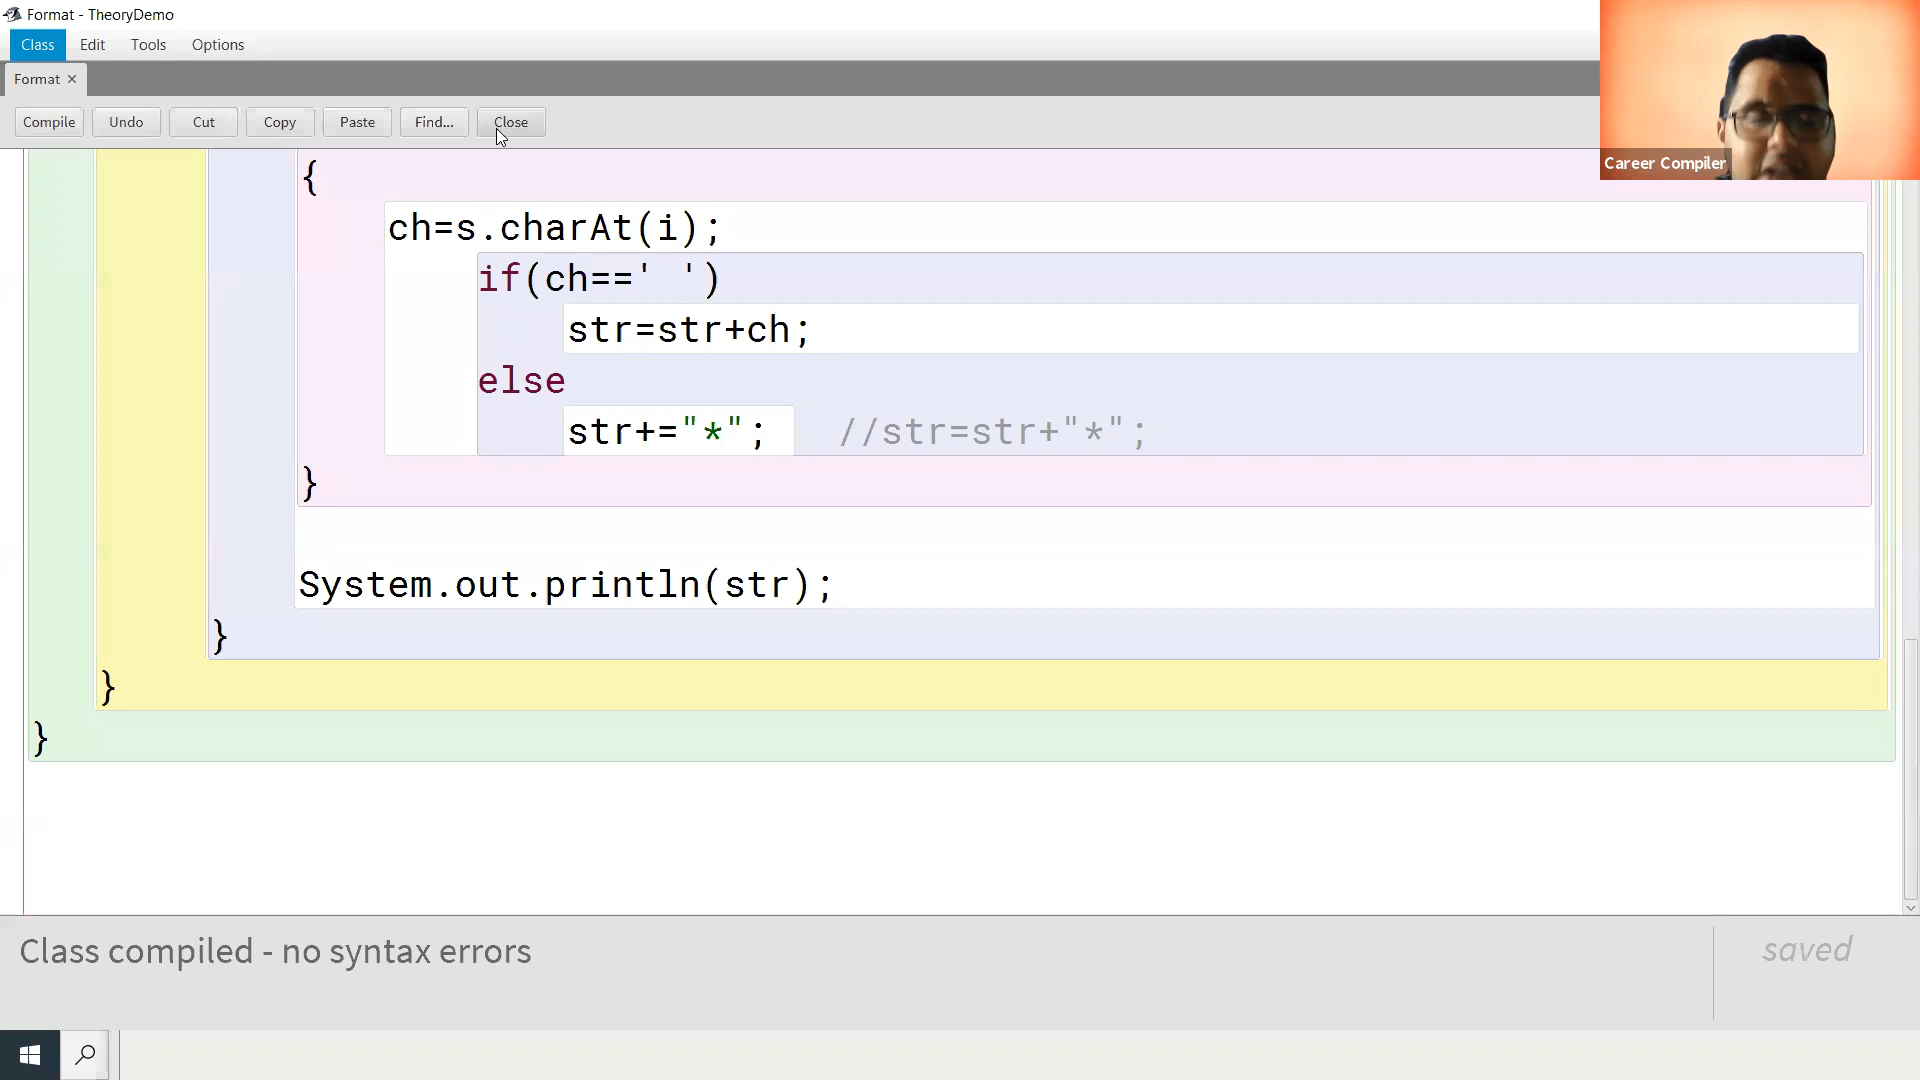 Format - TheoryDemo
Class Edit Tools Options
Format ×
Compile Undo Cut Copy Paste Find... Close
Career Compiler
{
ch=s.charAt(i);
if(ch==' ')
str=str+ch;
else
str+="*"; //str=str+"*";
}
System.out.println(str);
}
}
}
Class compiled - no syntax errors
saved